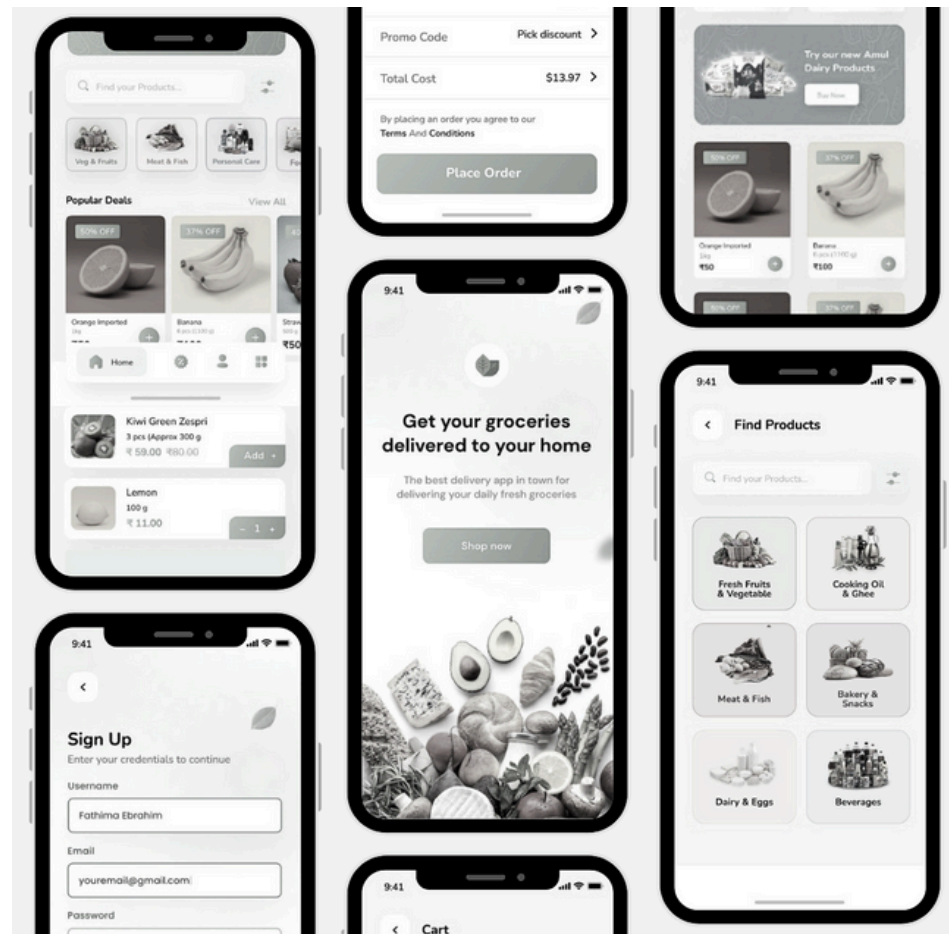 Find your Products...
Veg & Fruits
Meat & Fish
Personal Care
Popular Deals
View All
50% OFF
37% OFF
Orange Imported
1kg
Banana
Home
Kiwi Green Zespri
3 pcs (Approx 300 g
₹ 59.00 ₹80.00
Add +
Lemon
100 g
₹ 11.00
- 1 +
9:41
Sign Up
Enter your credentials to continue
Username
Fathima Ebrahim
Email
youremail@gmail.com
Password
Promo Code
Pick discount
Total Cost
$13.97
By placing an order you agree to our
Terms And Conditions
Place Order
9:41
Get your groceries
delivered to your home
The best delivery app in town for
delivering your daily fresh groceries
Shop now
9:41
Cart
Try our new Amul
Dairy Products
Buy Now
50% OFF
37% OFF
Orange Imported
1kg
₹50
Banana
₹100
50% OFF
37% OFF
9:41
Find Products
Find your Products...
Fresh Fruits
& Vegetable
Cooking Oil
& Ghee
Meat & Fish
Bakery &
Snacks
Dairy & Eggs
Beverages